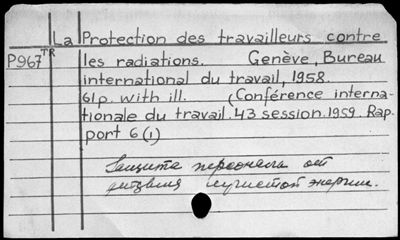 La Protection des travailleurs contre
P967 TR les radiations. Genève, Bureau
international du travail, 1958.
61p. with ill. (Conférence interna-
tionale du travail. 43 session. 1959. Rap-
port 6 (1)
Защита персонала от
лучистой энергии.